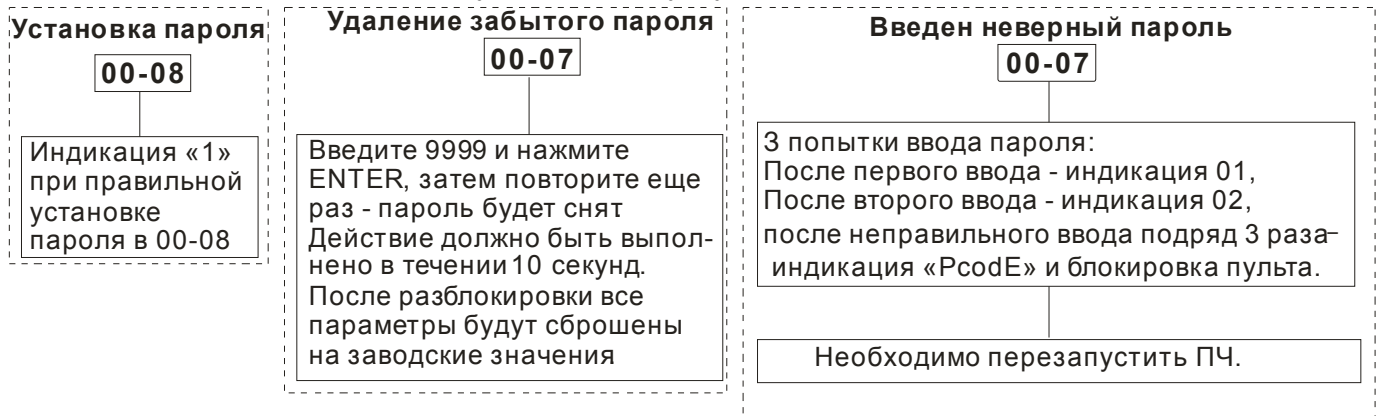 Установка пароля
00-08
Индикация «1»
при правильной
установке
пароля в 00-08
Удаление забытого пароля
00-07
Введите 9999 и нажмите
ENTER, затем повторите еще
раз - пароль будет снят
Действие должно быть выпол-
нено в течении 10 секунд.
После разблокировки все
параметры будут сброшены
на заводские значения
Введен неверный пароль
00-07
3 попытки ввода пароля:
После первого ввода - индикация 01,
После второго ввода - индикация 02,
после неправильного ввода подряд 3 раза–
индикация «PcodE» и блокировка пульта.
Необходимо перезапустить ПЧ.